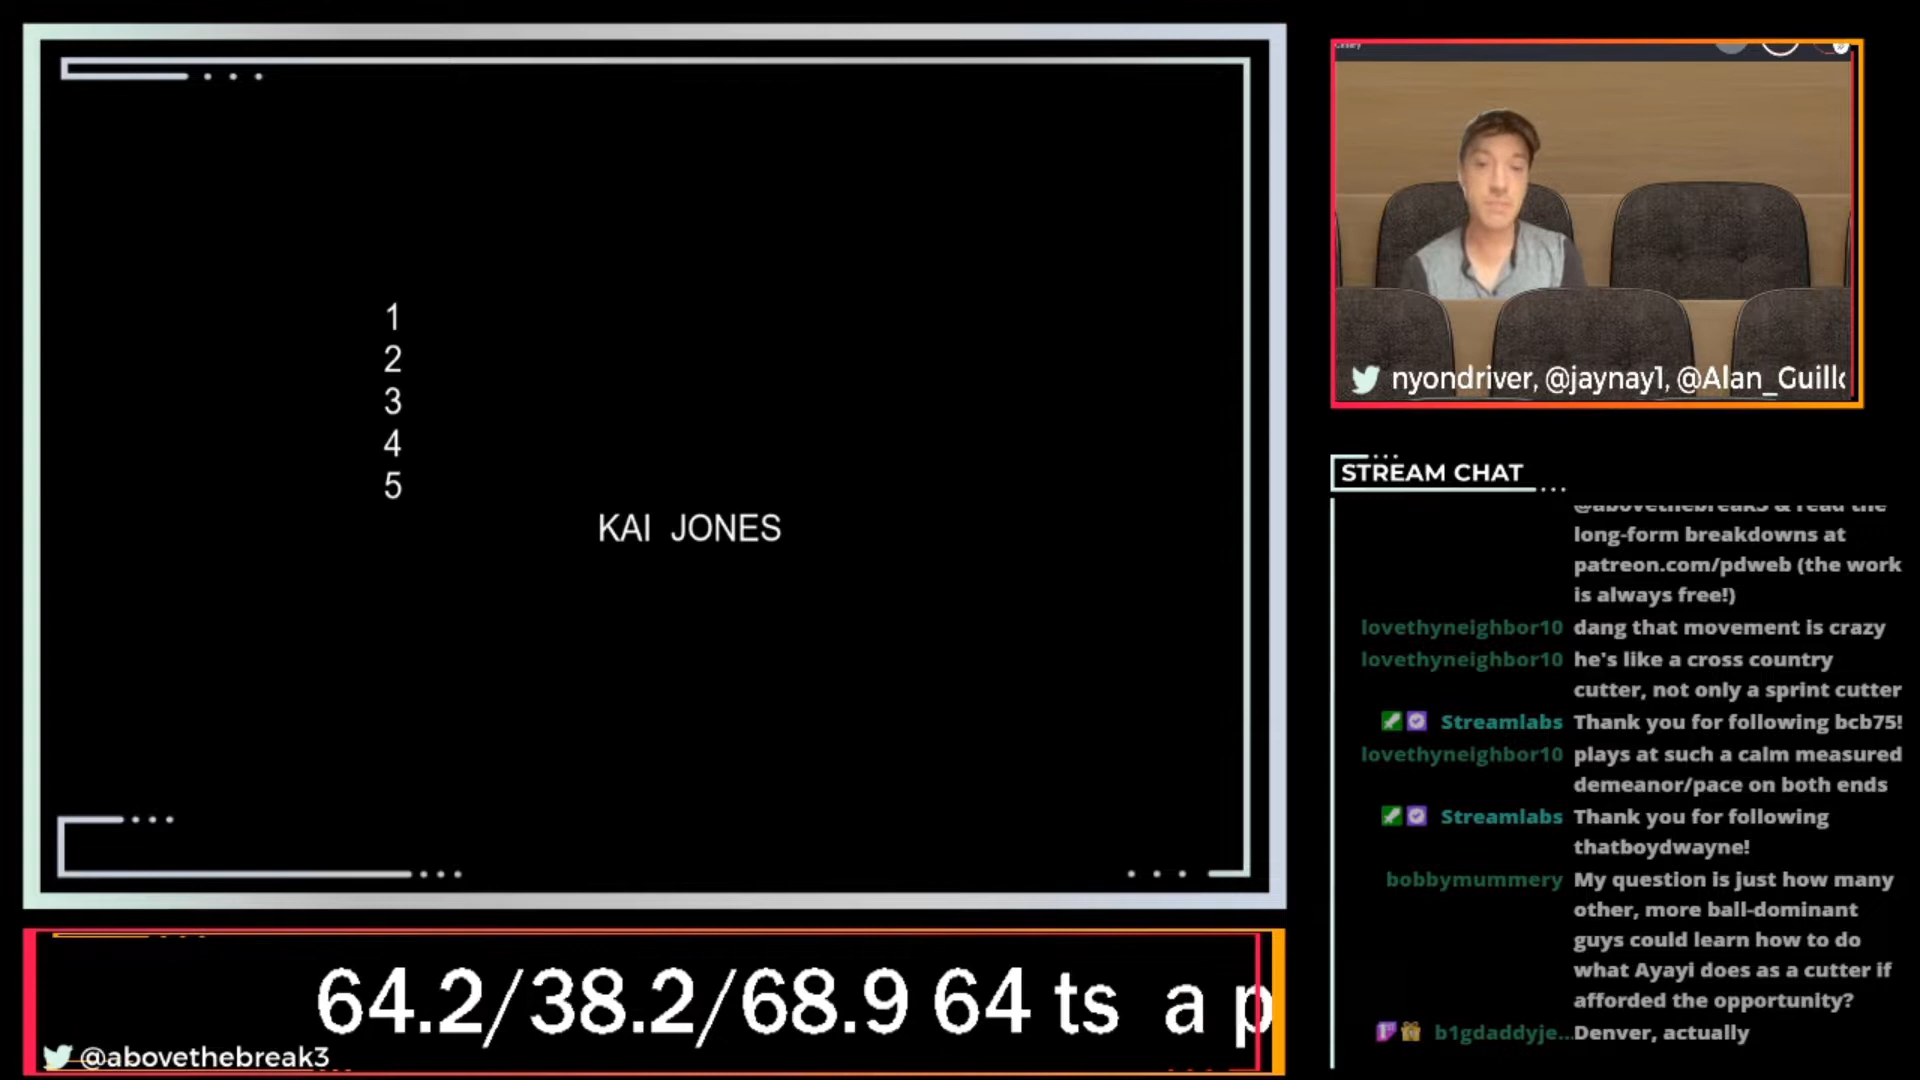 1
2
3
4
5
KAI JONES
64.2/38.2/68.9 64 ts a p
@abovethebreak3
nyondriver, @jaynay1, @Alan_Guill
STREAM CHAT
@abovethebreak3 & read the
long-form breakdowns at
patreon.com/pdweb (the work
is always free!)
lovethyneighbor10 dang that movement is crazy
lovethyneighbor10 he's like a cross country
cutter, not only a sprint cutter
Streamlabs Thank you for following bcb75!
lovethyneighbor10 plays at such a calm measured
demeanor/pace on both ends
Streamlabs Thank you for following
thatboydwayne!
bobbymummery My question is just how many
other, more ball-dominant
guys could learn how to do
what Ayayi does as a cutter if
afforded the opportunity?
b1gdaddyje... Denver, actually